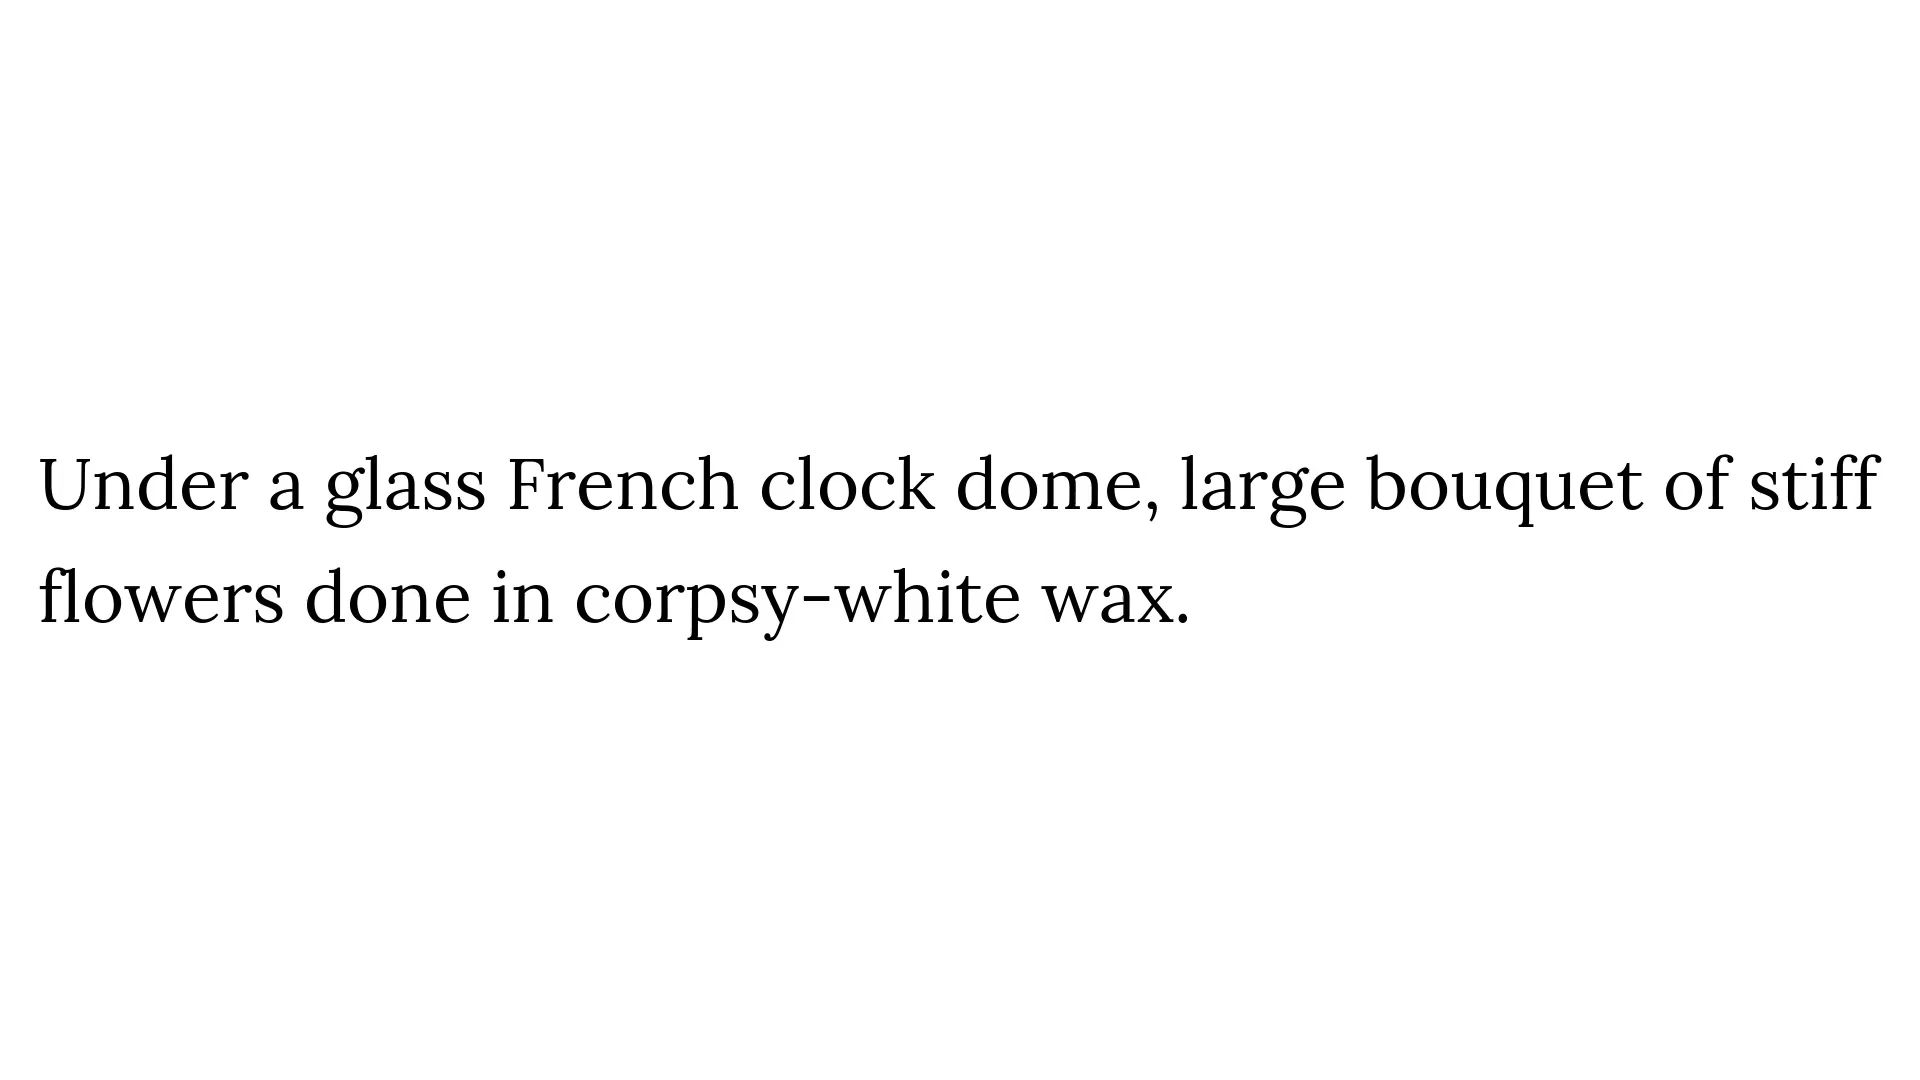 Under a glass French clock dome, large bouquet of stiff
flowers done in corpsy-white wax.